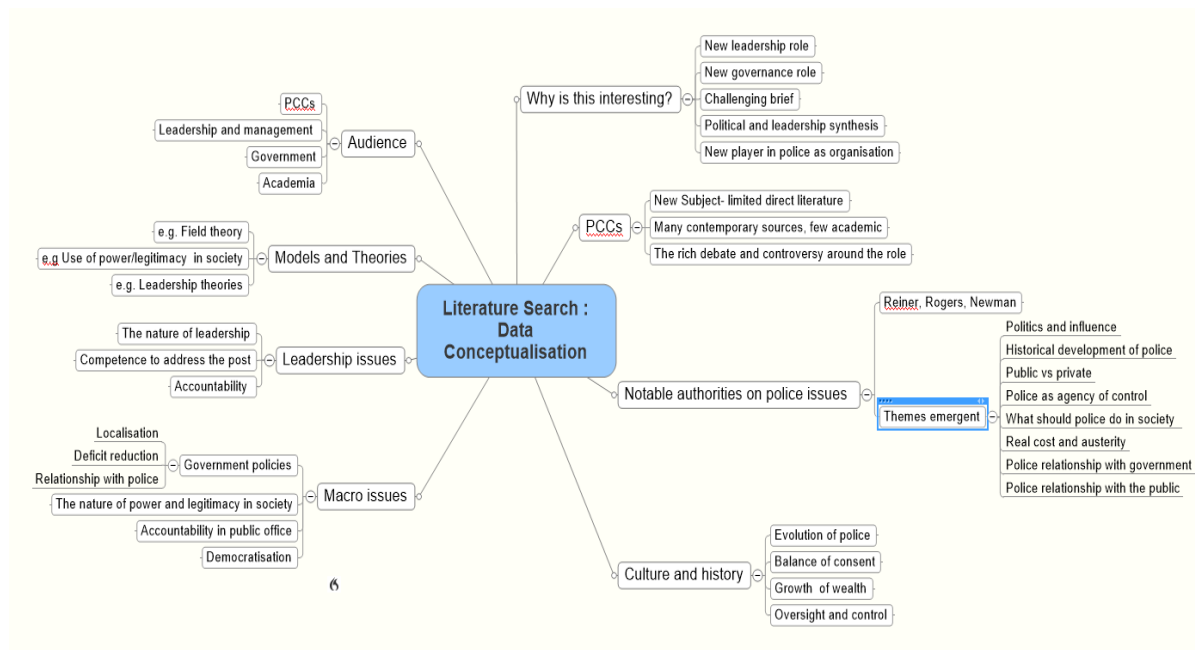 Literature Search :
Data
Conceptualisation
Why is this interesting?
New leadership role
New governance role
Challenging brief
Political and leadership synthesis
New player in police as organisation
PCCs
New Subject- limited direct literature
Many contemporary sources, few academic
The rich debate and controversy around the role
Notable authorities on police issues
Reiner, Rogers, Newman
Themes emergent
Politics and influence
Historical development of police
Public vs private
Police as agency of control
What should police do in society
Real cost and austerity
Police relationship with government
Police relationship with the public
Culture and history
Evolution of police
Balance of consent
Growth of wealth
Oversight and control
Audience
PCCs
Leadership and management
Government
Academia
Models and Theories
e.g. Field theory
e.g Use of power/legitimacy in society
e.g. Leadership theories
Leadership issues
The nature of leadership
Competence to address the post
Accountability
Macro issues
Government policies
Localisation
Deficit reduction
Relationship with police
The nature of power and legitimacy in society
Accountability in public office
Democratisation